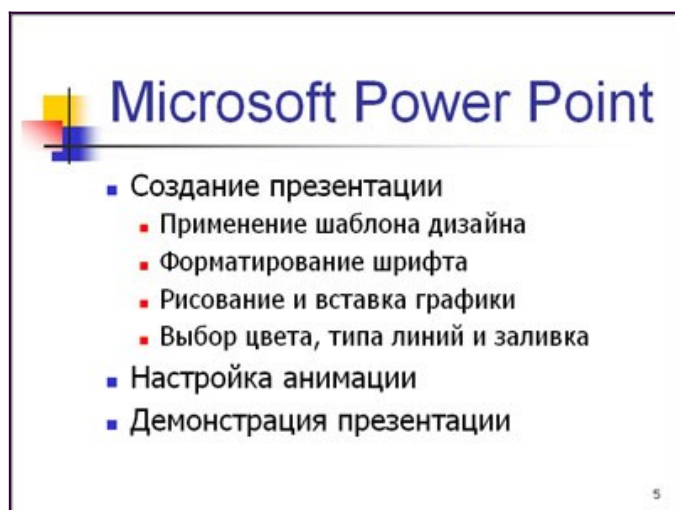 Microsoft Power Point
Создание презентации
Применение шаблона дизайна
Форматирование шрифта
Рисование и вставка графики
Выбор цвета, типа линий и заливка
Настройка анимации
Демонстрация презентации
5